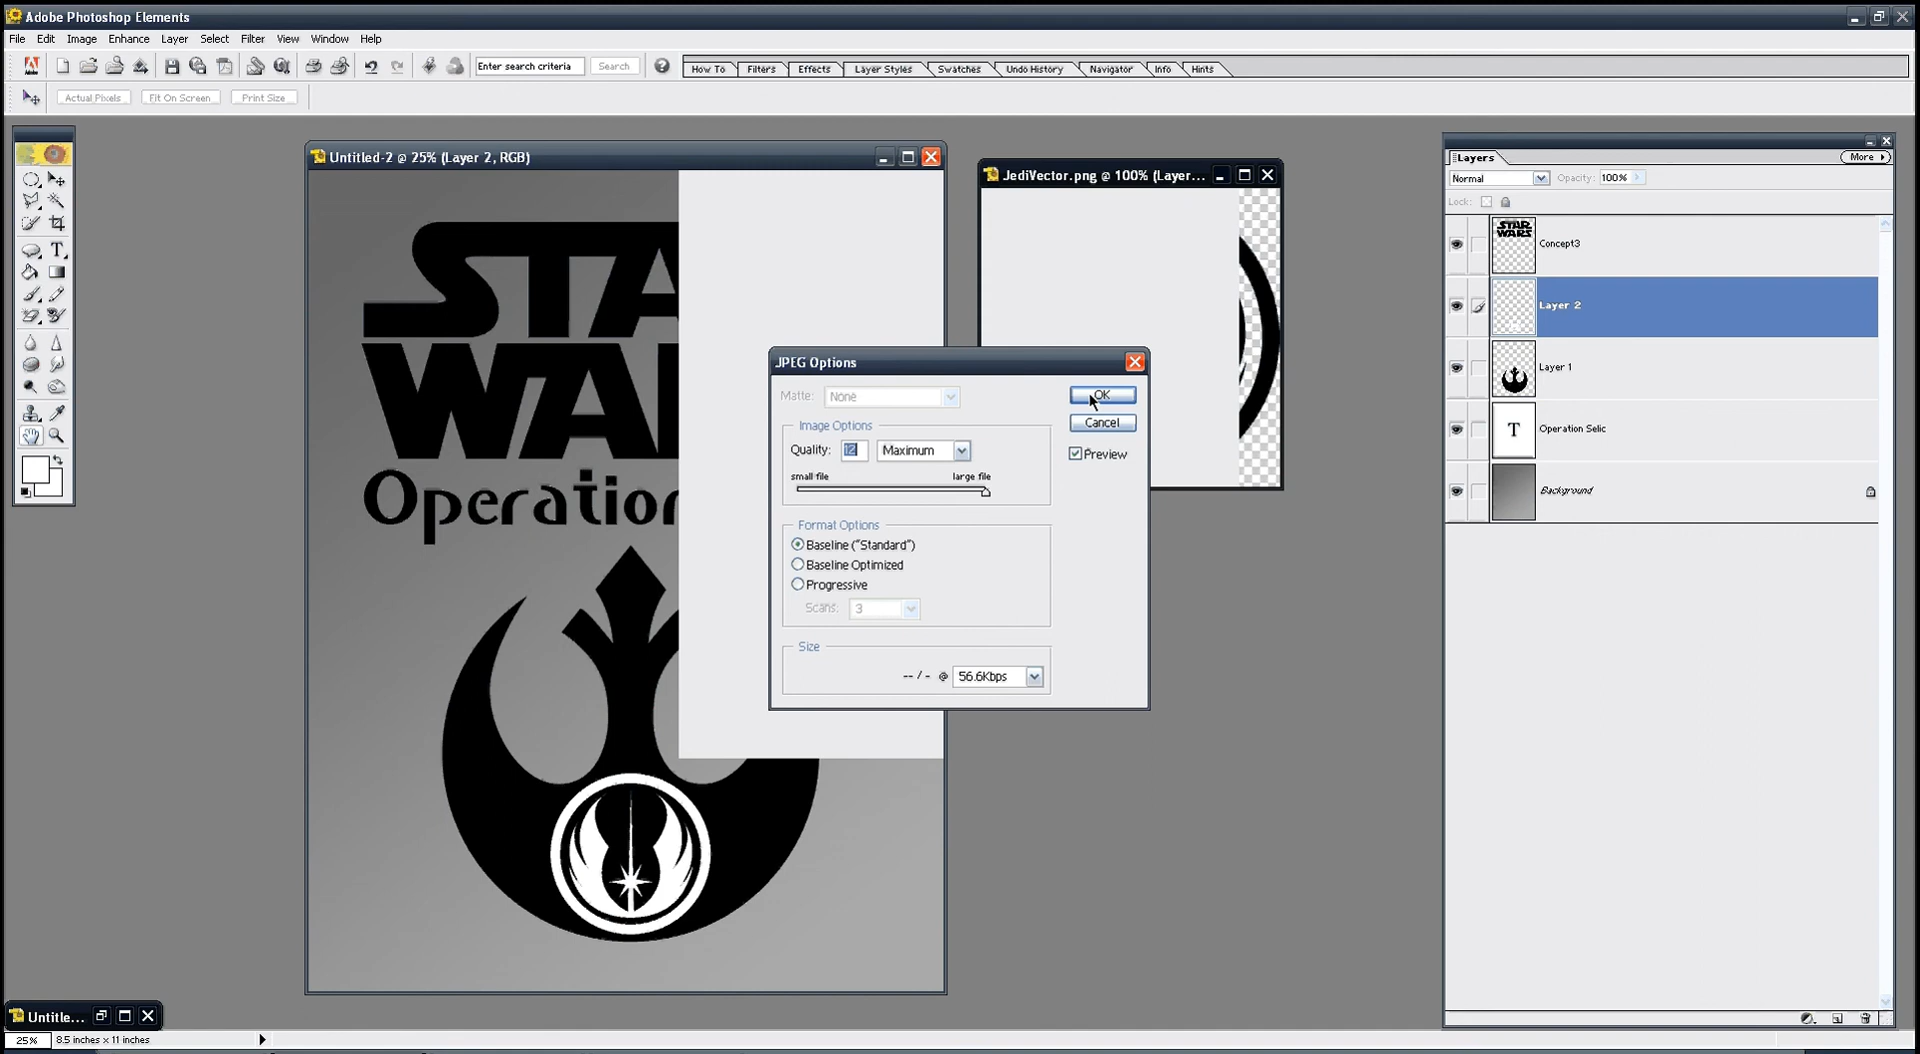 Adobe Photoshop Elements
File Edit Image Enhance Layer Select Filter View Window Help
Enter search criteria Search How To Filters Effects Layer Styles Swatches Undo History Navigator Info Hints
Actual Pixels Fit On Screen Print Size
Untitled-2 @ 25% (Layer 2, RGB)
JediVector.png @ 100% (Layer...
STA
WA
Operation
JPEG Options
Matte: None
OK
Cancel
Preview
Image Options
Quality: 12 Maximum
small file large file
Format Options
Baseline ("Standard")
Baseline Optimized
Progressive
Scans: 3
Size
-- / - @ 56.6Kbps
Layers More
Normal Opacity: 100%
Lock:
STAR
WARS
Concept3
Layer 2
Layer 1
T Operation Selic
Background
Untitle...
25% 8.5 inches x 11 inches